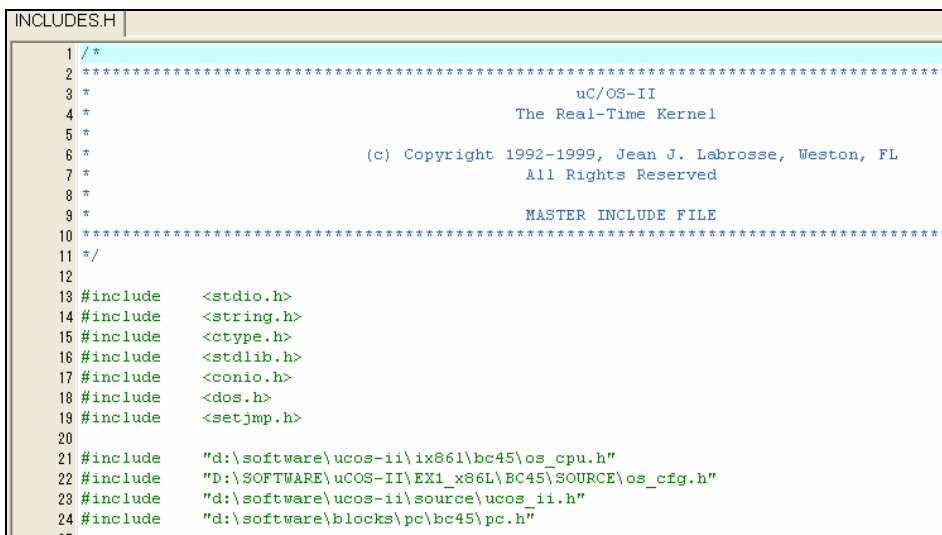 INCLUDES.H
1 /*
2 *************************************************************************************
3 * uC/OS-II
4 * The Real-Time Kernel
5 *
6 * (c) Copyright 1992-1999, Jean J. Labrosse, Weston, FL
7 * All Rights Reserved
8 *
9 * MASTER INCLUDE FILE
10 *************************************************************************************
11 */
12
13 #include <stdio.h>
14 #include <string.h>
15 #include <ctype.h>
16 #include <stdlib.h>
17 #include <conio.h>
18 #include <dos.h>
19 #include <setjmp.h>
20
21 #include "d:\software\ucos-ii\ix86l\bc45\os_cpu.h"
22 #include "D:\SOFTWARE\uCOS-II\EX1_x86L\BC45\SOURCE\os_cfg.h"
23 #include "d:\software\ucos-ii\source\ucos_ii.h"
24 #include "d:\software\blocks\pc\bc45\pc.h"